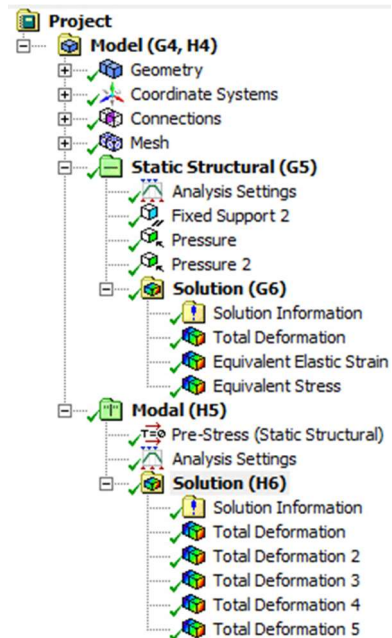 Project
Model (G4, H4)
Geometry
Coordinate Systems
Connections
Mesh
Static Structural (G5)
Analysis Settings
Fixed Support 2
Pressure
Pressure 2
Solution (G6)
Solution Information
Total Deformation
Equivalent Elastic Strain
Equivalent Stress
Modal (H5)
T=0 Pre-Stress (Static Structural)
Analysis Settings
Solution (H6)
Solution Information
Total Deformation
Total Deformation 2
Total Deformation 3
Total Deformation 4
Total Deformation 5